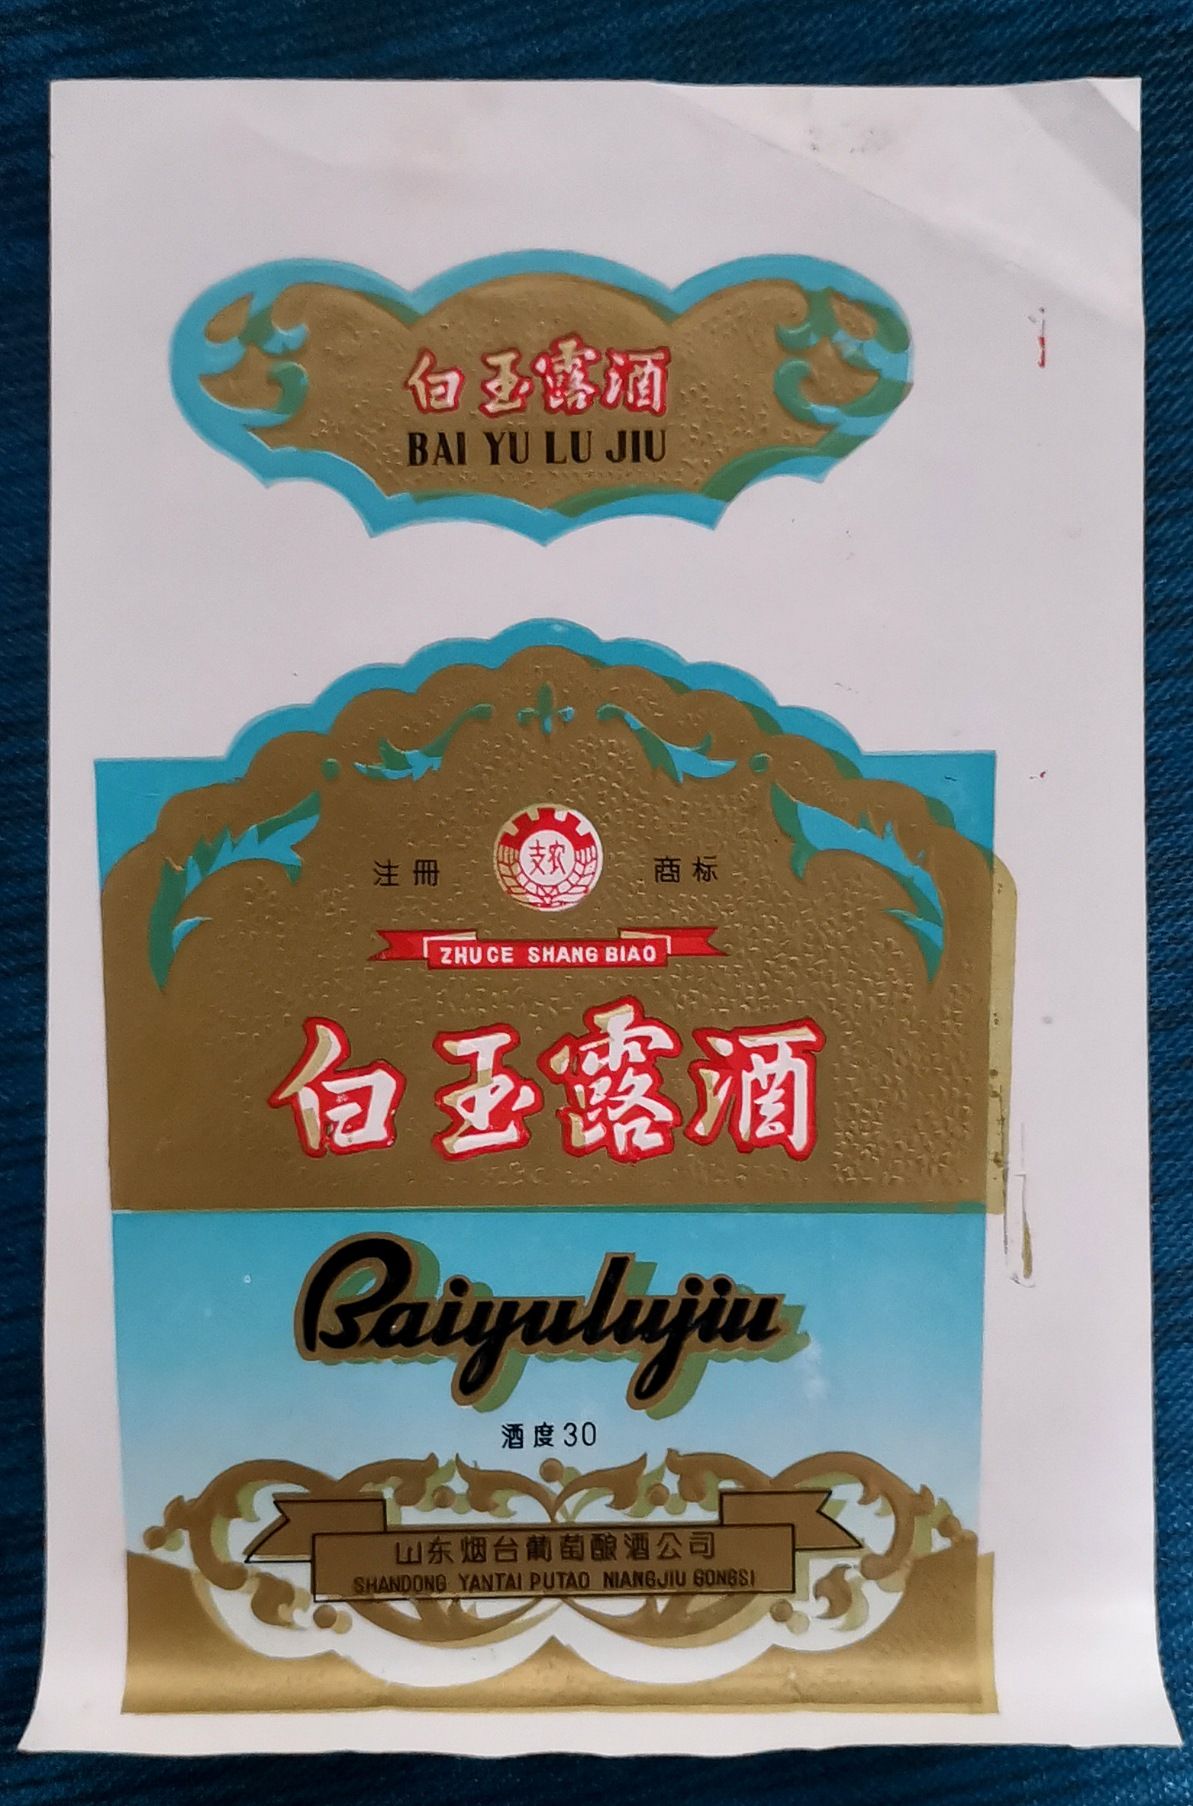 白玉露酒
BAI YU LU JIU
支农
注册 商标
ZHUCE SHANG BIAO
白玉露酒
Baiyulujiu
酒度30
山东烟台葡萄酿酒公司
SHANDONG YANTAI PUTAO NIANGJIU GONGSI